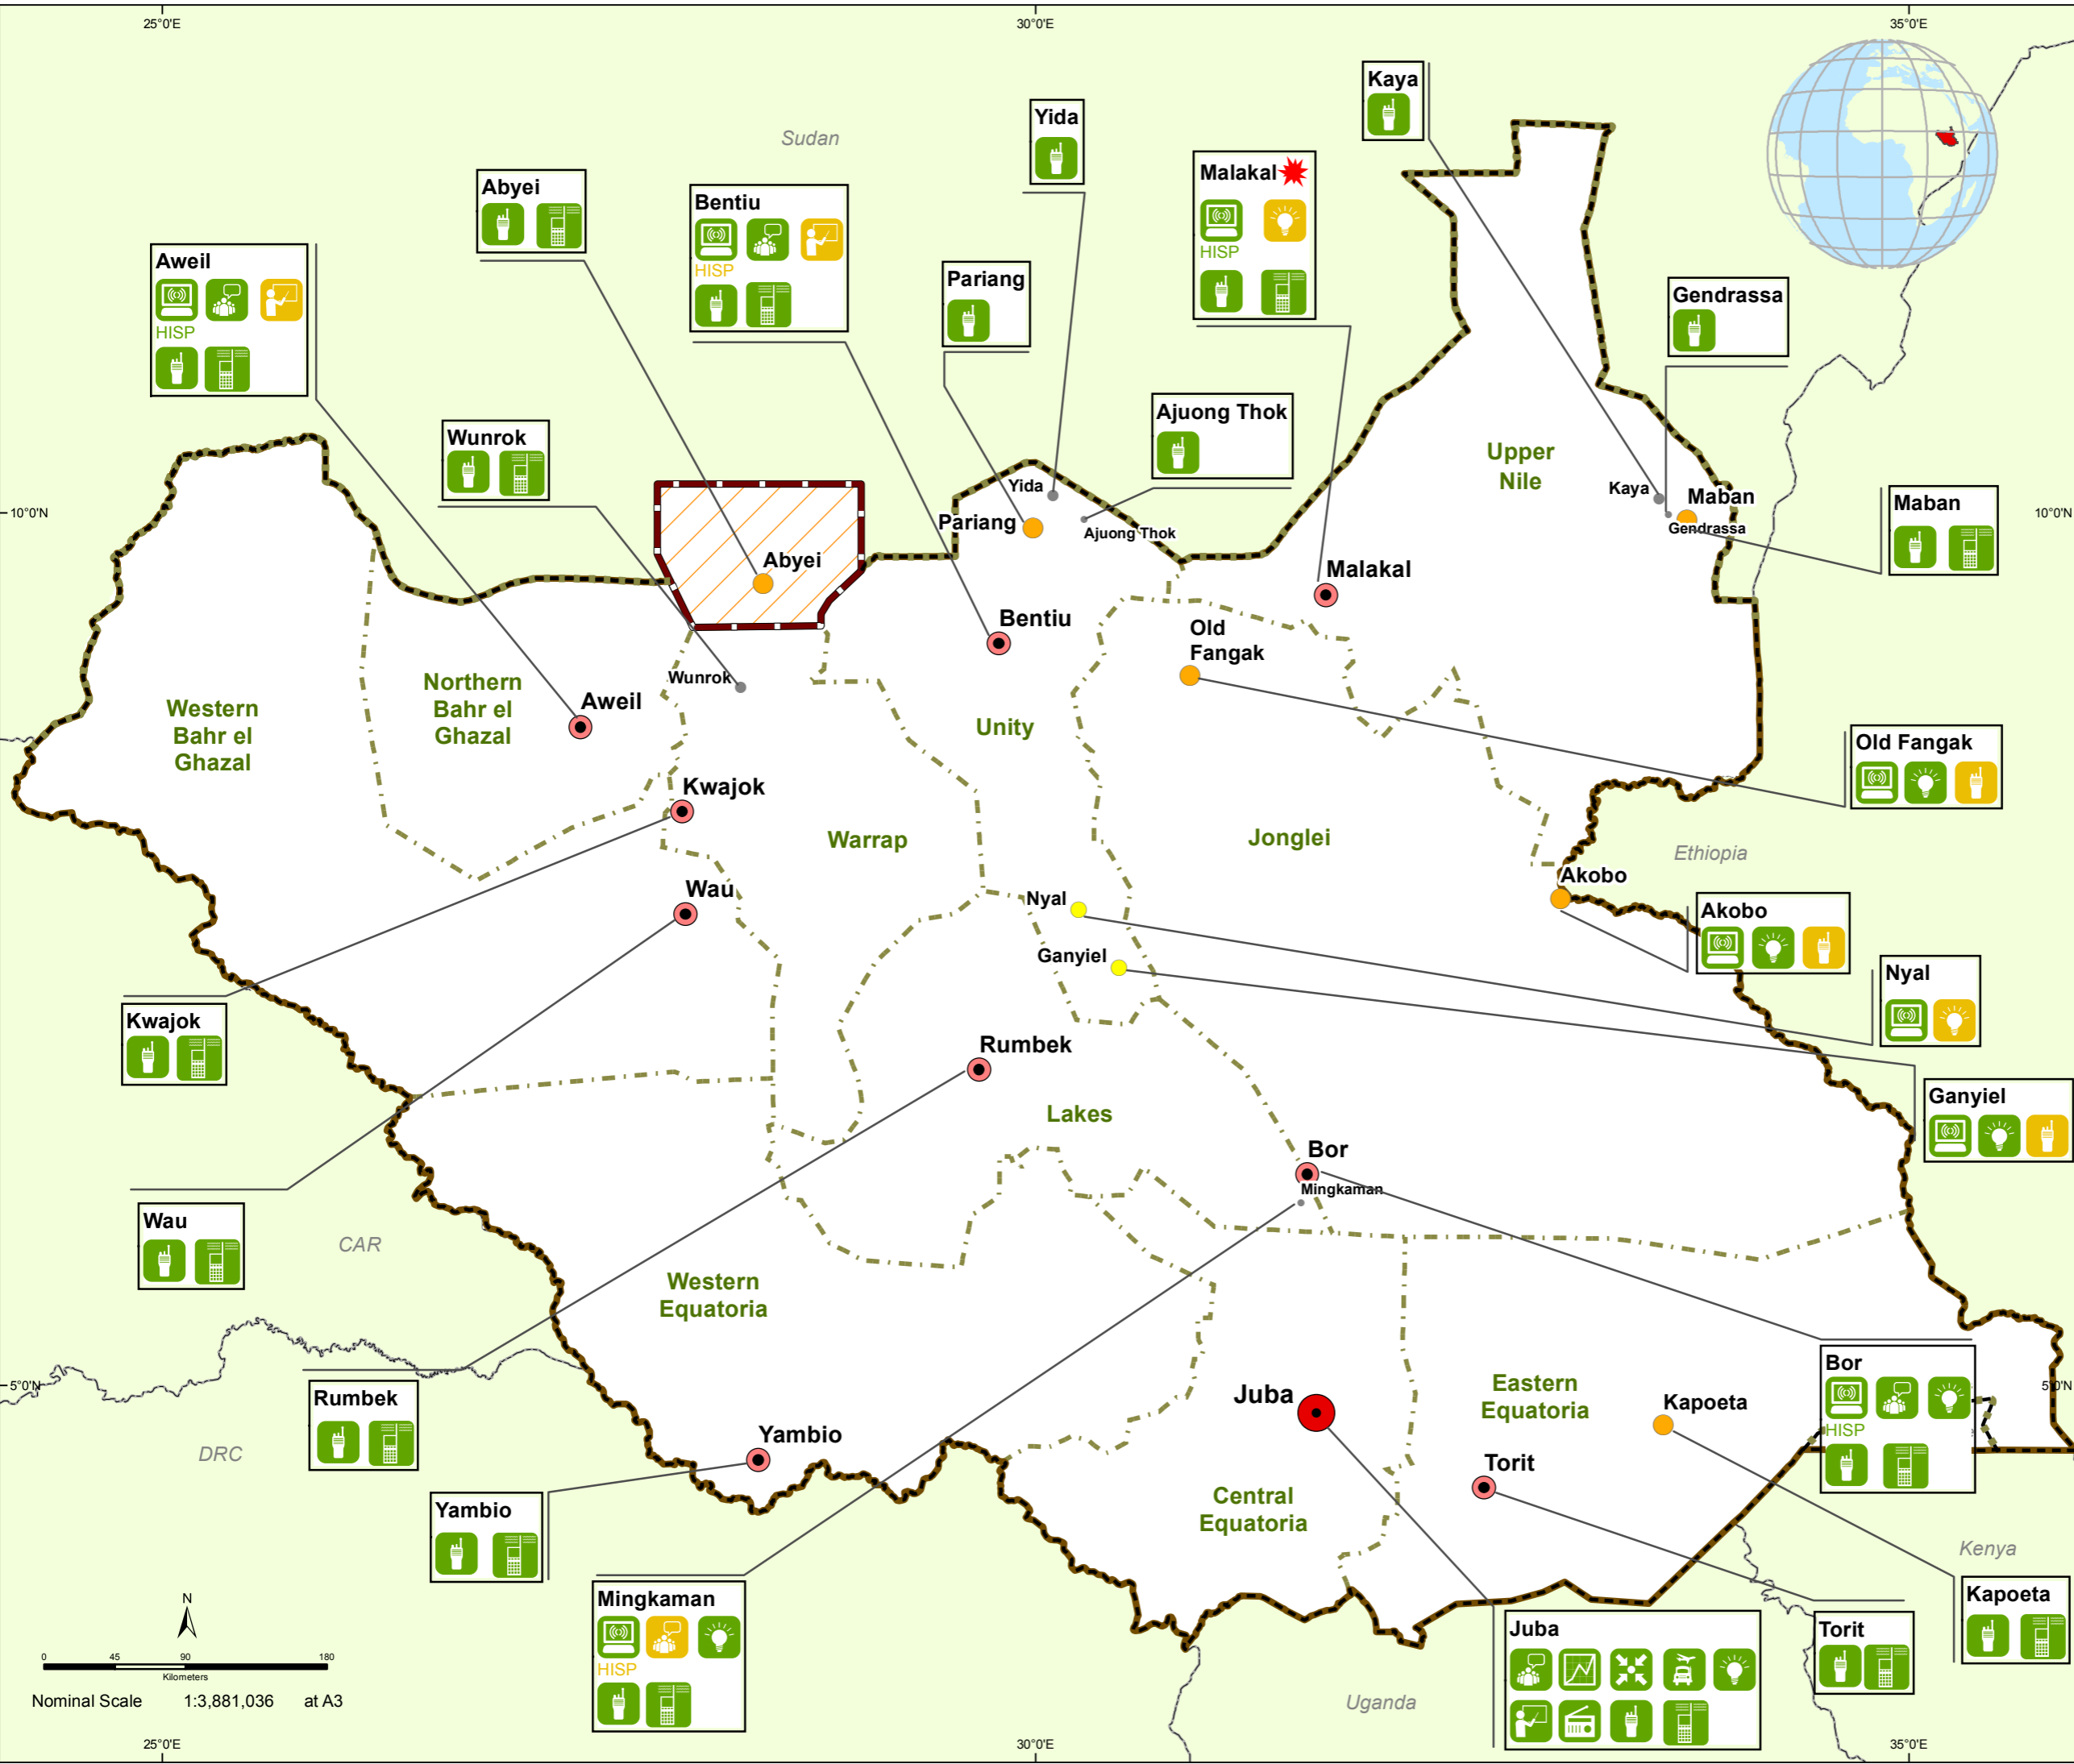 25°0'E
30°0'E
35°0'E
Kaya
Yida
Sudan
Malakal
HISP
Abyei
Bentiu
HISP
Aweil
HISP
Pariang
Gendrassa
Ajuong Thok
Wunrok
Upper
Nile
Yida
Kaya
Maban
Maban
10°0'N
10°0'N
Pariang
Ajuong Thok
Gendrassa
Abyei
Malakal
Bentiu
Old
Fangak
Wunrok
Northern
Bahr el
Ghazal
Aweil
Western
Bahr el
Ghazal
Unity
Old Fangak
Kwajok
Warrap
Jonglei
Ethiopia
Akobo
Wau
Nyal
Akobo
Ganyiel
Nyal
Kwajok
Rumbek
Ganyiel
Lakes
Bor
Mingkaman
Wau
CAR
Western
Equatoria
Bor
HISP
5°0'N
5°0'N
Rumbek
Juba
Eastern
Equatoria
Kapoeta
DRC
Yambio
Torit
Yambio
Central
Equatoria
Kenya
Mingkaman
HISP
Kapoeta
Juba
Torit
N
0 45 90 180
Kilometers
Nominal Scale 1:3,881,036 at A3
Uganda
25°0'E
30°0'E
35°0'E